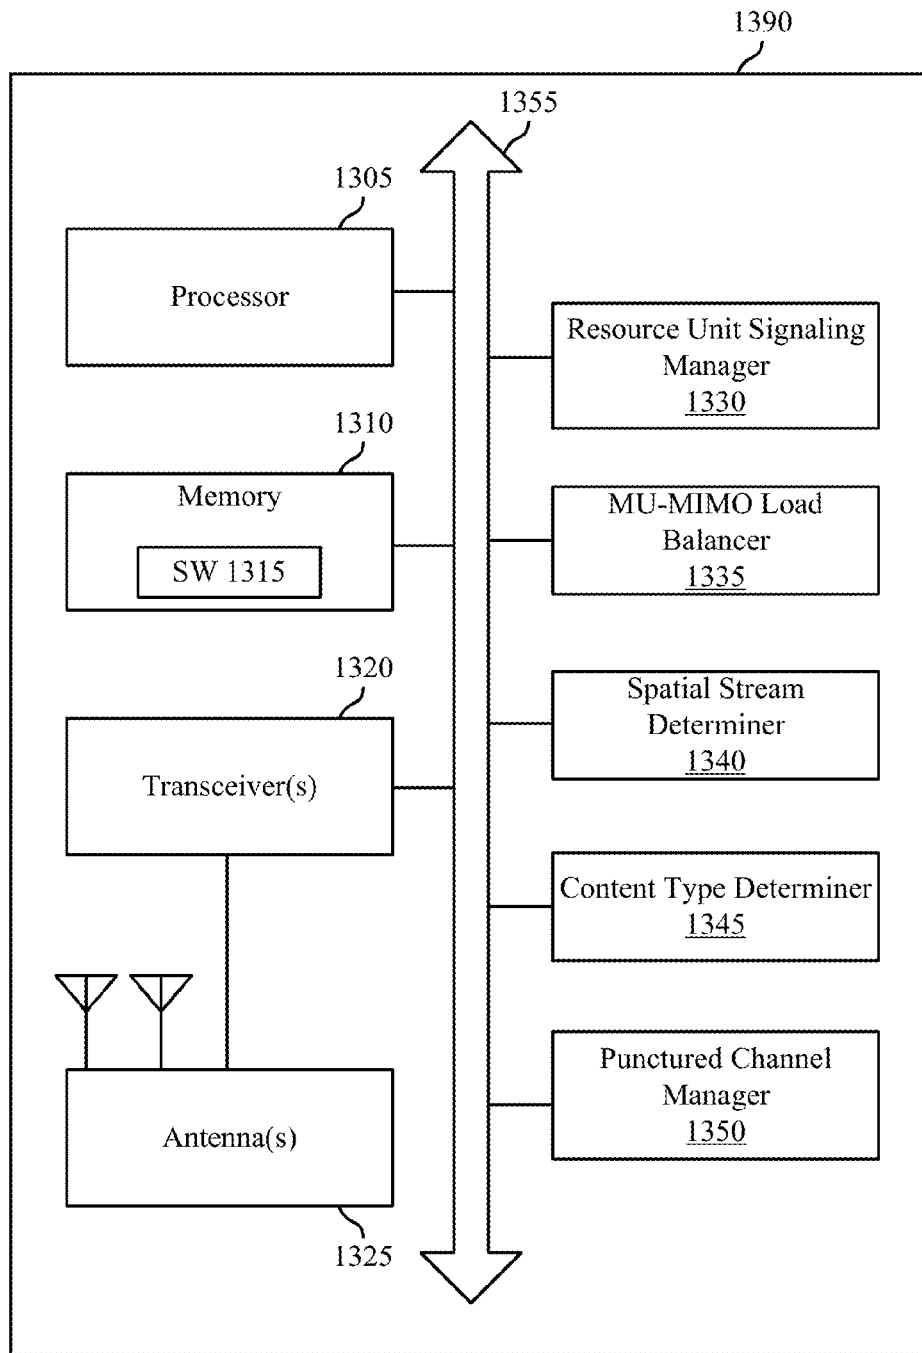 1390
1355
1305
Processor
Resource Unit Signaling
Manager
1330
1310
Memory
SW 1315
MU-MIMO Load
Balancer
1335
1320
Transceiver(s)
Spatial Stream
Determiner
1340
Content Type Determiner
1345
Antenna(s)
1325
Punctured Channel
Manager
1350